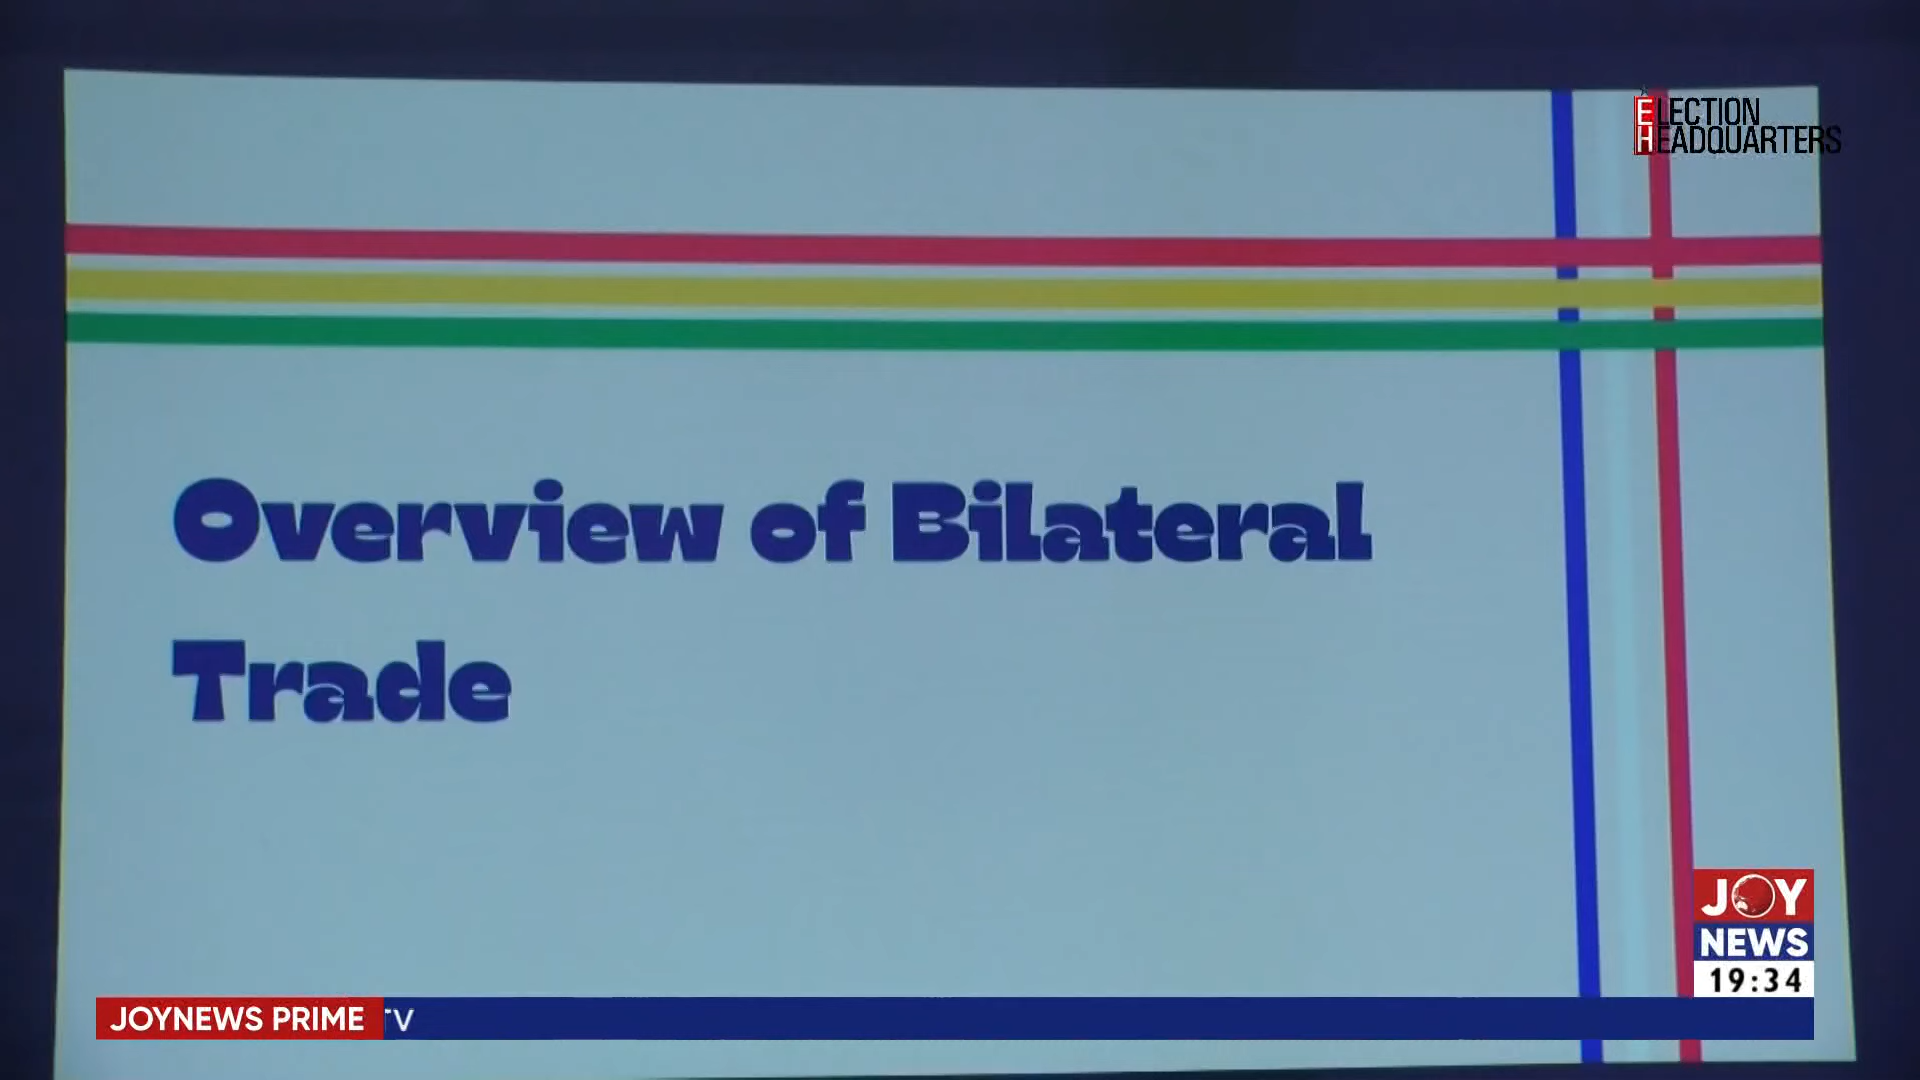 ELECTION
HEADQUARTERS
Overview of Bilateral
Trade
JOY
NEWS
19:34
JOYNEWS PRIME
TV